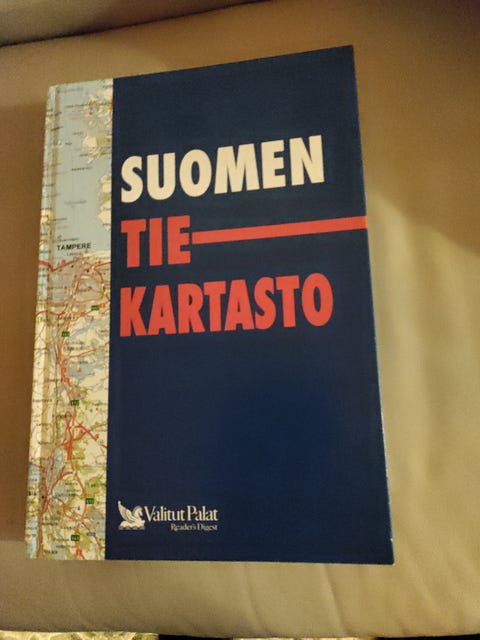 SUOMEN
TIE
KARTASTO
TAMPERE
Valitut Palat
Reader's Digest